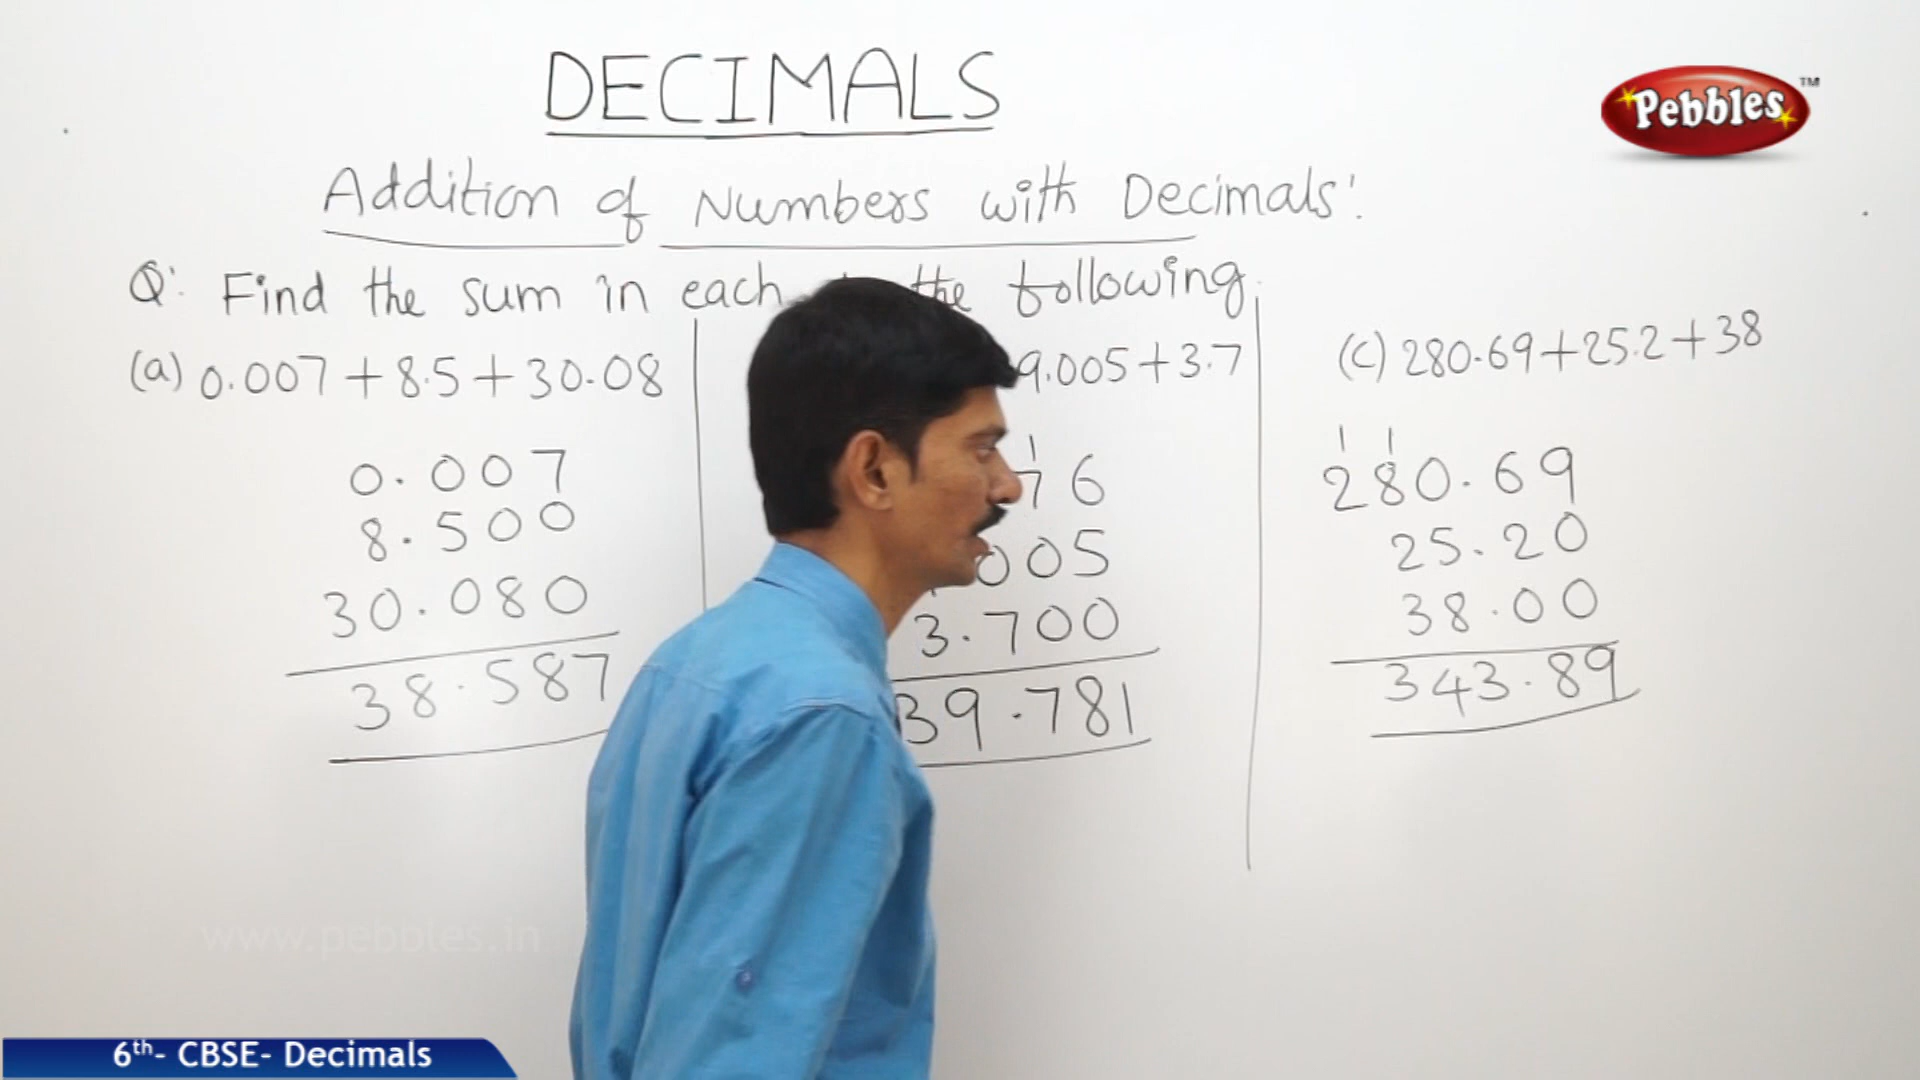 DECIMALS
Pebbles™
Addition of Numbers with Decimals:
Q: Find the sum in each the following.
(a) 0.007 + 8.5 + 30.08
9.005 + 3.7
(C) 280.69 + 25.2 + 38
0.007
8.500
30.080
38.587
1
76
005
3.700
39.781
1 1
280.69
25.20
38.00
343.89
www.pebbles.in
6th- CBSE- Decimals